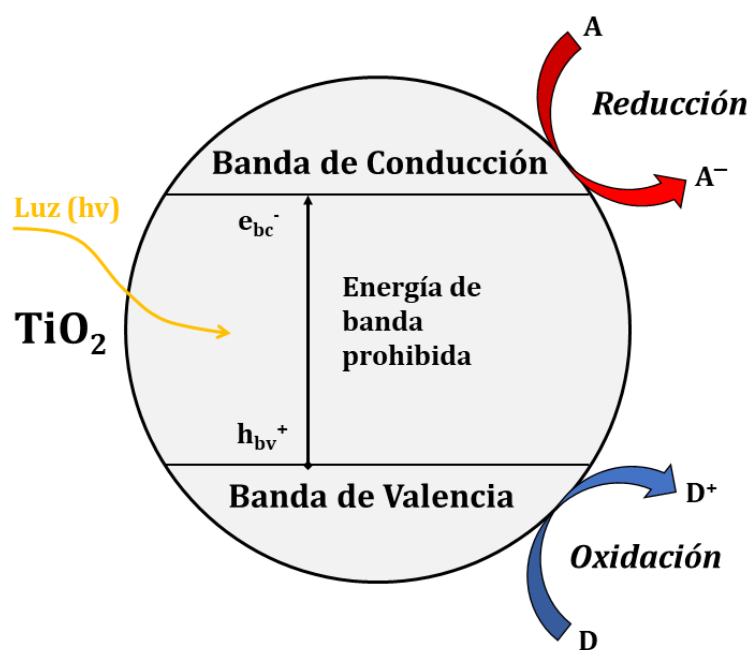 A
Reducción
A⁻
Banda de Conducción
Luz (hv)
e_bc⁻
Energía de
banda
prohibida
TiO₂
h_bv⁺
Banda de Valencia
D⁺
Oxidación
D